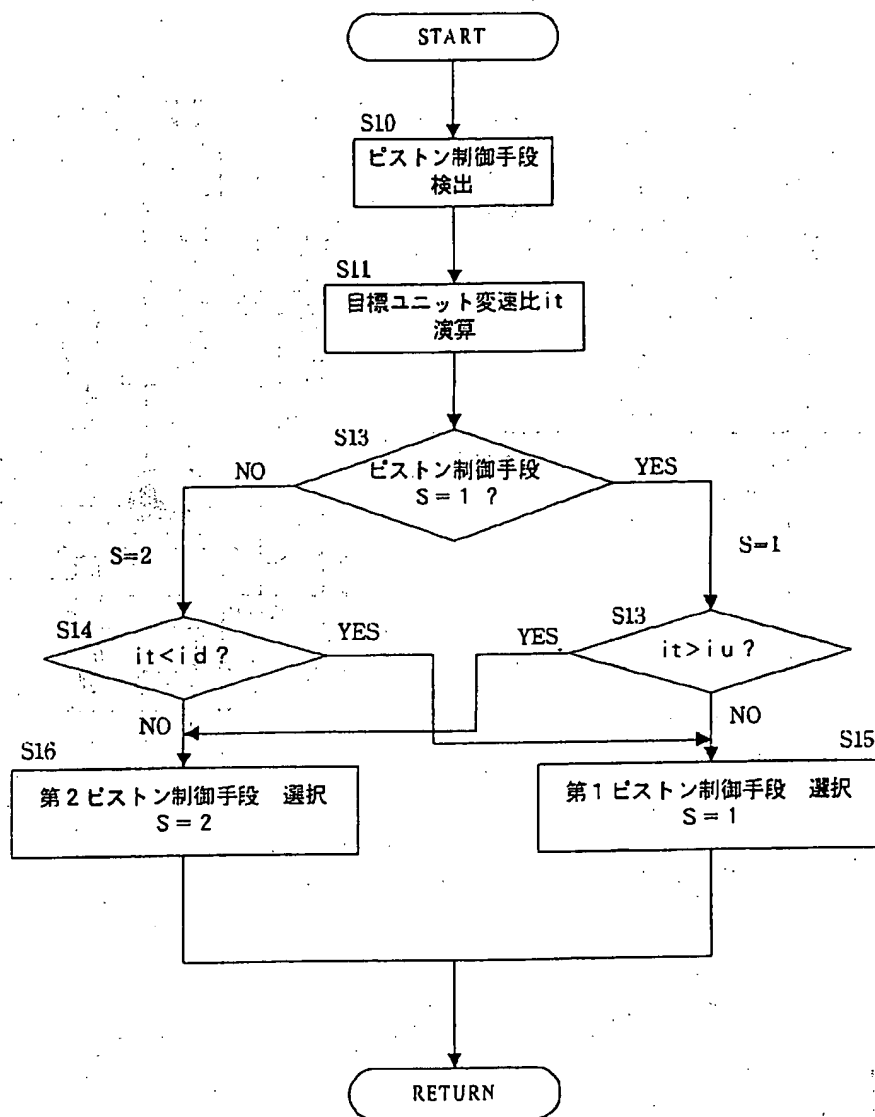 START
S10
ピストン制御手段
検出
S11
目標ユニット変速比it
演算
S13
ピストン制御手段
S=1 ?
NO
YES
S=2
S=1
S14
it<id?
YES
NO
S13
it>iu?
YES
NO
S16
第2ピストン制御手段 選択
S=2
S15
第1ピストン制御手段 選択
S=1
RETURN